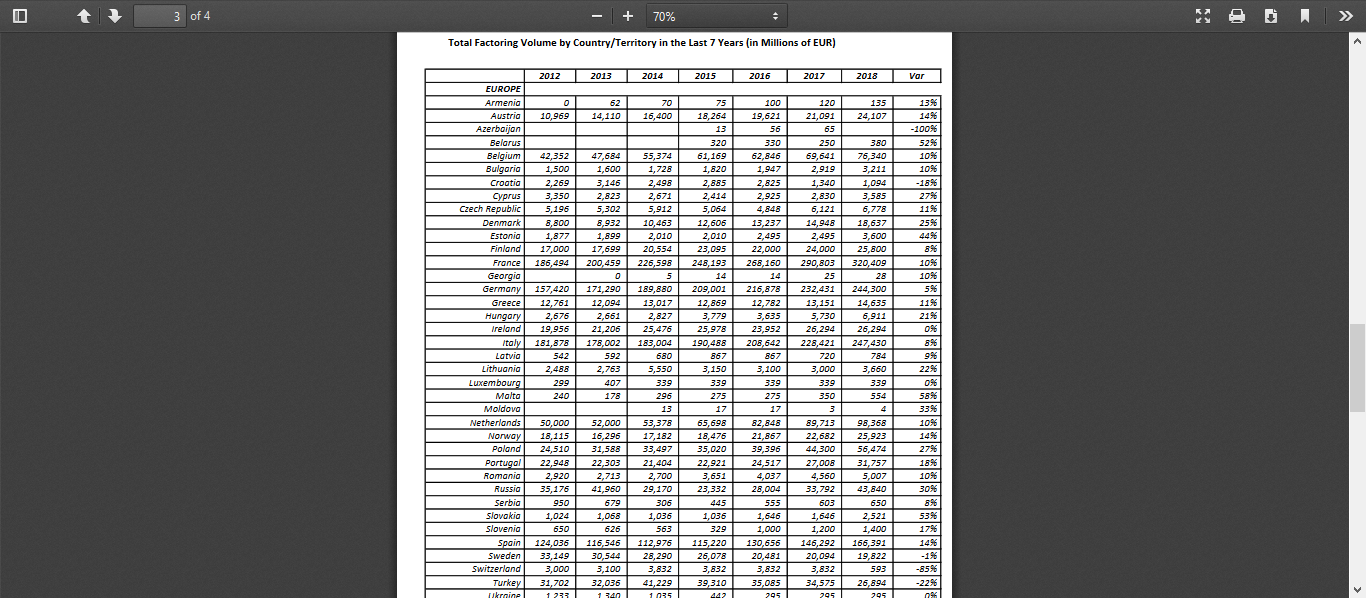 3 of 4
70%
Total Factoring Volume by Country/Territory in the Last 7 Years (in Millions of EUR)
2012 2013 2014 2015 2016 2017 2018 Var
EUROPE
Armenia 0 62 70 75 100 120 135 13%
Austria 10,969 14,110 16,400 18,264 19,621 21,091 24,107 14%
Azerbaijan 13 56 65 -100%
Belarus 320 330 250 380 52%
Belgium 42,352 47,684 55,374 61,169 62,846 69,641 76,340 10%
Bulgaria 1,500 1,600 1,728 1,820 1,947 2,919 3,211 10%
Croatia 2,269 3,146 2,498 2,885 2,825 1,340 1,094 -18%
Cyprus 3,350 2,823 2,671 2,414 2,925 2,830 3,585 27%
Czech Republic 5,196 5,302 5,912 5,064 4,848 6,121 6,778 11%
Denmark 8,800 8,932 10,463 12,606 13,237 14,948 18,637 25%
Estonia 1,877 1,899 2,010 2,010 2,495 2,495 3,600 44%
Finland 17,000 17,699 20,554 23,095 22,000 24,000 25,800 8%
France 186,494 200,459 226,598 248,193 268,160 290,803 320,409 10%
Georgia 0 5 14 14 25 28 10%
Germany 157,420 171,290 189,880 209,001 216,878 232,431 244,300 5%
Greece 12,761 12,094 13,017 12,869 12,782 13,151 14,635 11%
Hungary 2,676 2,661 2,827 3,779 3,635 5,730 6,911 21%
Ireland 19,956 21,206 25,476 25,978 23,952 26,294 26,294 0%
Italy 181,878 178,002 183,004 190,488 208,642 228,421 247,430 8%
Latvia 542 592 680 867 867 720 784 9%
Lithuania 2,488 2,763 5,550 3,150 3,100 3,000 3,660 22%
Luxembourg 299 407 339 339 339 339 339 0%
Malta 240 178 296 275 275 350 554 58%
Moldova 13 17 17 3 4 33%
Netherlands 50,000 52,000 53,378 65,698 82,848 89,713 98,368 10%
Norway 18,115 16,296 17,182 18,476 21,867 22,682 25,923 14%
Poland 24,510 31,588 33,497 35,020 39,396 44,300 56,474 27%
Portugal 22,948 22,303 21,404 22,921 24,517 27,008 31,757 18%
Romania 2,920 2,713 2,700 3,651 4,037 4,560 5,007 10%
Russia 35,176 41,960 29,170 23,332 28,004 33,792 43,840 30%
Serbia 950 679 306 445 555 603 650 8%
Slovakia 1,024 1,068 1,036 1,036 1,646 1,646 2,521 53%
Slovenia 650 626 563 329 1,000 1,200 1,400 17%
Spain 124,036 116,546 112,976 115,220 130,656 146,292 166,391 14%
Sweden 33,149 30,544 28,290 26,078 20,481 20,094 19,822 -1%
Switzerland 3,000 3,100 3,832 3,832 3,832 3,832 593 -85%
Turkey 31,702 32,036 41,229 39,310 35,085 34,575 26,894 -22%
Ukraine 1,233 1,340 1,035 442 295 295 295 0%